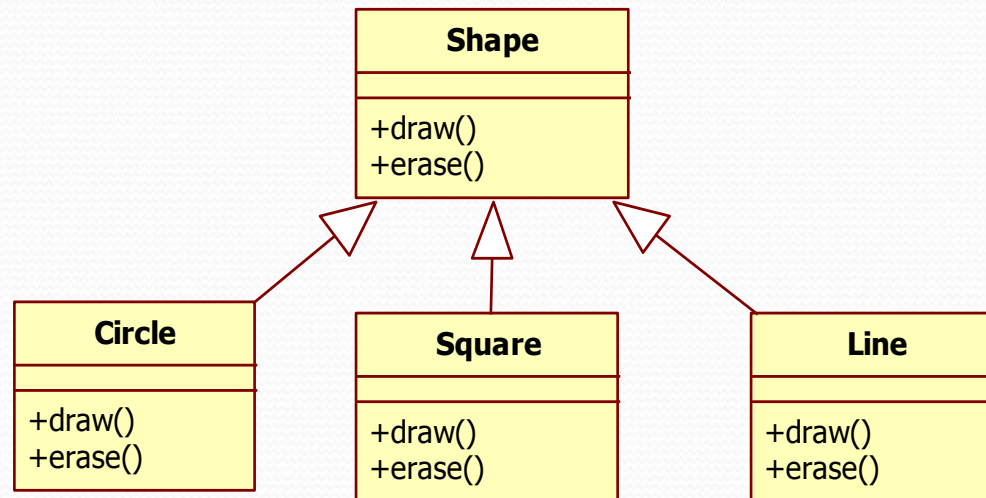 Shape
+draw()
+erase()
Circle
+draw()
+erase()
Square
+draw()
+erase()
Line
+draw()
+erase()